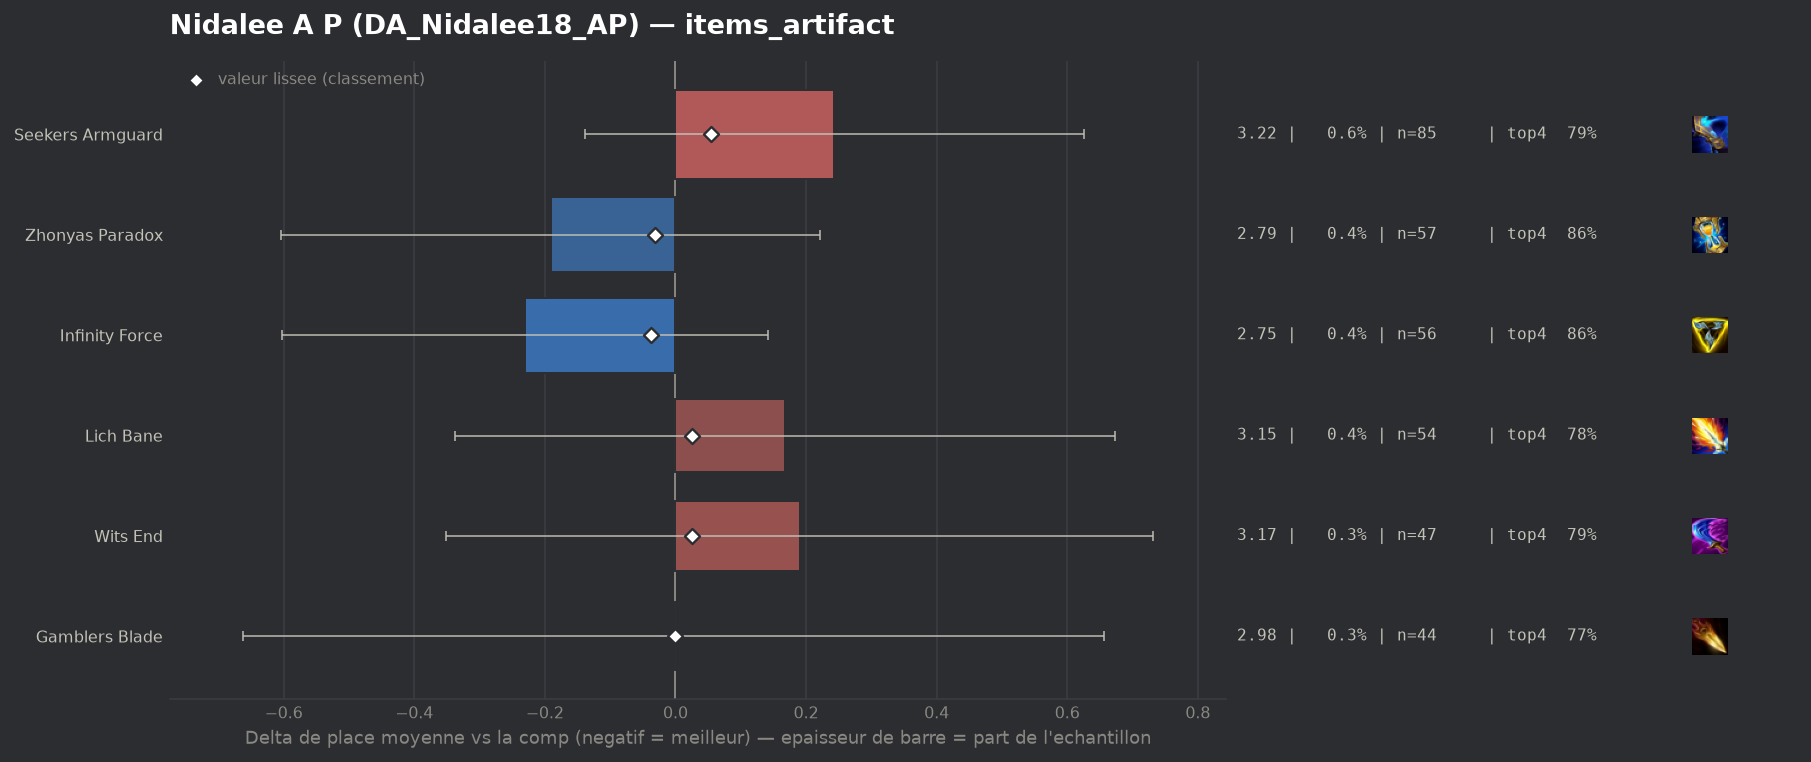 Nidalee A P (DA_Nidalee18_AP) — items_artifact
valeur lissee (classement)
Seekers Armguard 3.22 | 0.6% | n=85 | top4 79%
Zhonyas Paradox 2.79 | 0.4% | n=57 | top4 86%
Infinity Force 2.75 | 0.4% | n=56 | top4 86%
Lich Bane 3.15 | 0.4% | n=54 | top4 78%
Wits End 3.17 | 0.3% | n=47 | top4 79%
Gamblers Blade 2.98 | 0.3% | n=44 | top4 77%
−0.6 −0.4 −0.2 0.0 0.2 0.4 0.6 0.8
Delta de place moyenne vs la comp (negatif = meilleur) — epaisseur de barre = part de l'echantillon